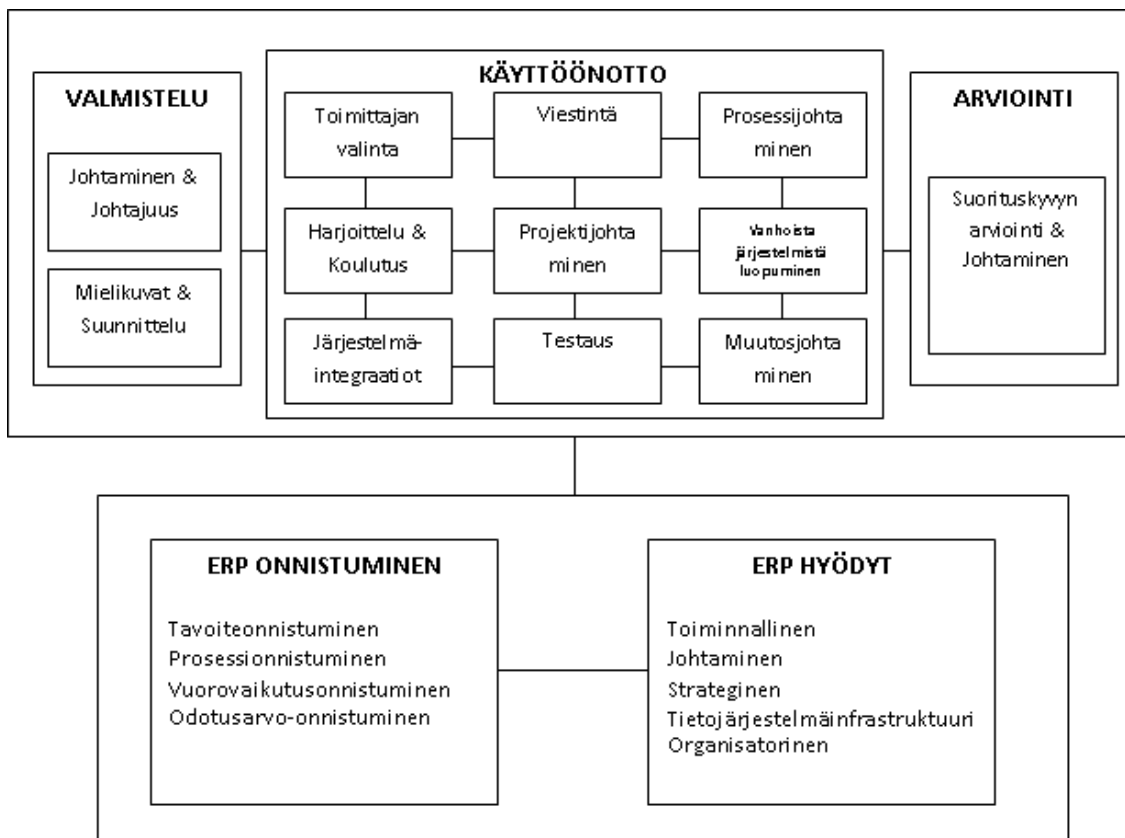 VALMISTELU
Johtaminen &
Johtajuus
Mielikuvat &
Suunnittelu
KÄYTTÖÖNOTTO
Toimittajan
valinta
Viestintä
Prosessijohta
minen
Harjoittelu &
Koulutus
Projektijohta
minen
Vanhoista
järjestelmistä
luopuminen
Järjestelmä-
integraatiot
Testaus
Muutosjohta
minen
ARVIOINTI
Suorituskyvyn
arviointi &
Johtaminen
ERP ONNISTUMINEN
Tavoiteonnistuminen
Prosessionnistuminen
Vuorovaikutusonnistuminen
Odotusarvo-onnistuminen
ERP HYÖDYT
Toiminnallinen
Johtaminen
Strateginen
Tietojärjestelmäinfrastruktuuri
Organisatorinen